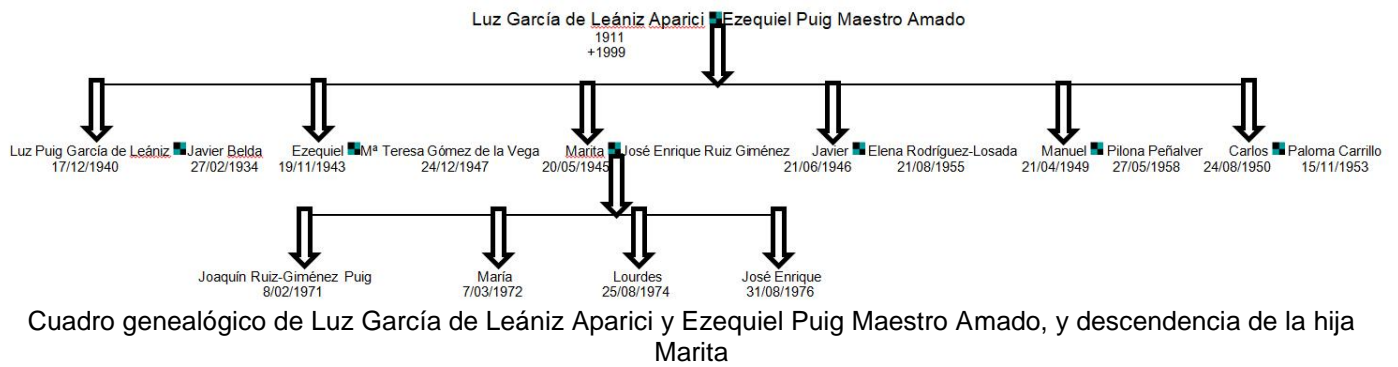 Luz García de Leániz Aparici Ezequiel Puig Maestro Amado
1911
+1999
Luz Puig García de Leániz Javier Belda Ezequiel Mª Teresa Gómez de la Vega Marita José Enrique Ruiz Giménez Javier Elena Rodríguez-Losada Manuel Pilona Peñalver Carlos Paloma Carrillo
17/12/1940 27/02/1934 19/11/1943 24/12/1947 20/05/1945 21/06/1946 21/08/1955 21/04/1949 27/05/1958 24/08/1950 15/11/1953
Joaquín Ruiz-Giménez Puig María Lourdes José Enrique
8/02/1971 7/03/1972 25/08/1974 31/08/1976
Cuadro genealógico de Luz García de Leániz Aparici y Ezequiel Puig Maestro Amado, y descendencia de la hija
Marita